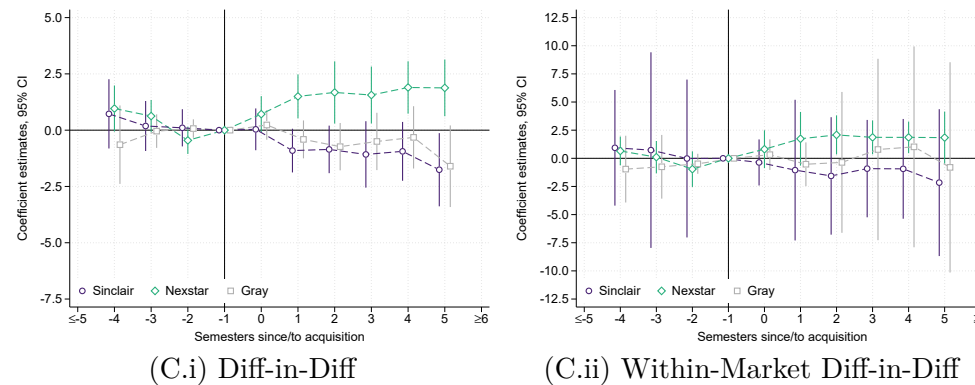 5.0
2.5
0.0
-2.5
-5.0
-7.5
Coefficient estimates, 95% CI
Sinclair Nexstar Gray
≤-5 -4 -3 -2 -1 0 1 2 3 4 5 ≥6
Semesters since/to acquisition
(C.i) Diff-in-Diff
12.5
10.0
7.5
5.0
2.5
0.0
-2.5
-5.0
-7.5
-10.0
-12.5
Coefficient estimates, 95% CI
Sinclair Nexstar Gray
≤-5 -4 -3 -2 -1 0 1 2 3 4 5
Semesters since/to acquisition
(C.ii) Within-Market Diff-in-Diff